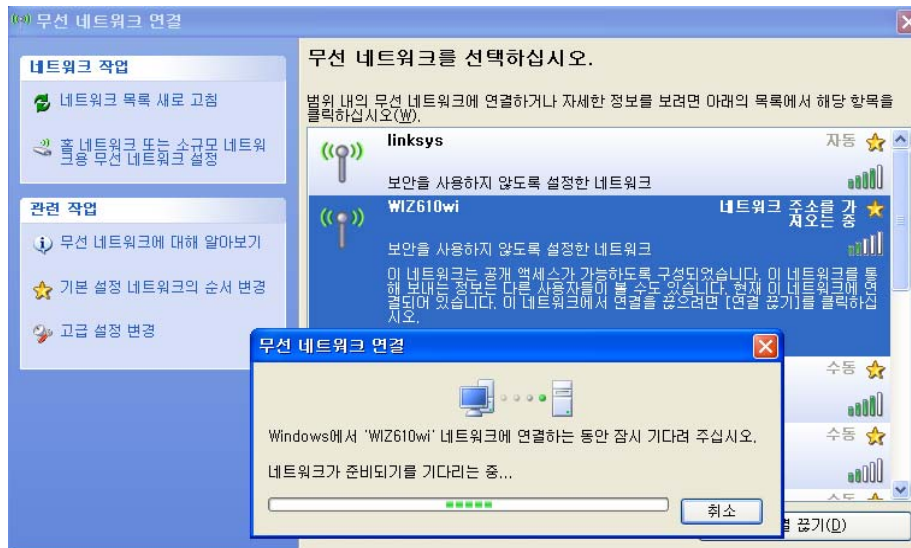 무선 네트워크 연결
네트워크 작업
네트워크 목록 새로 고침
홈 네트워크 또는 소규모 네트워
크용 무선 네트워크 설정
관련 작업
무선 네트워크에 대해 알아보기
기본 설정 네트워크의 순서 변경
고급 설정 변경
무선 네트워크를 선택하십시오.
범위 내의 무선 네트워크에 연결하거나 자세한 정보를 보려면 아래의 목록에서 해당 항목을
클릭하십시오(W).
linksys
자동
보안을 사용하지 않도록 설정한 네트워크
WIZ610wi
네트워크 주소를 가
져오는 중
보안을 사용하지 않도록 설정한 네트워크
이 네트워크는 공개 액세스가 가능하도록 구성되었습니다. 이 네트워크를 통
해 보내는 정보는 다른 사용자들이 볼 수도 있습니다. 현재 이 네트워크에 연
결되어 있습니다. 이 네트워크에서 연결을 끊으려면 [연결 끊기]를 클릭하십
시오.
수동
수동
무선 네트워크 연결
Windows에서 'WIZ610wi' 네트워크에 연결하는 동안 잠시 기다려 주십시오.
네트워크가 준비되기를 기다리는 중...
취소
끊기(D)